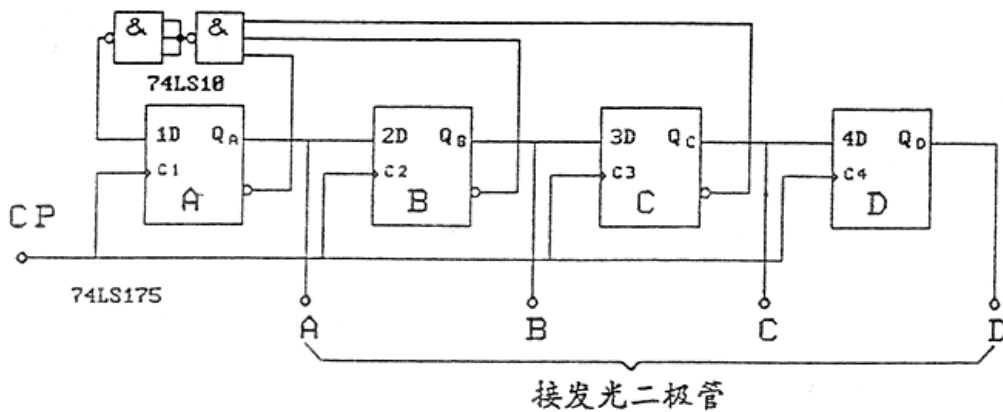 & &
74LS10
1D QA 2D QB 3D QC 4D QD
C1 C2 C3 C4
A B C D
CP
74LS175
A B C D
接发光二极管